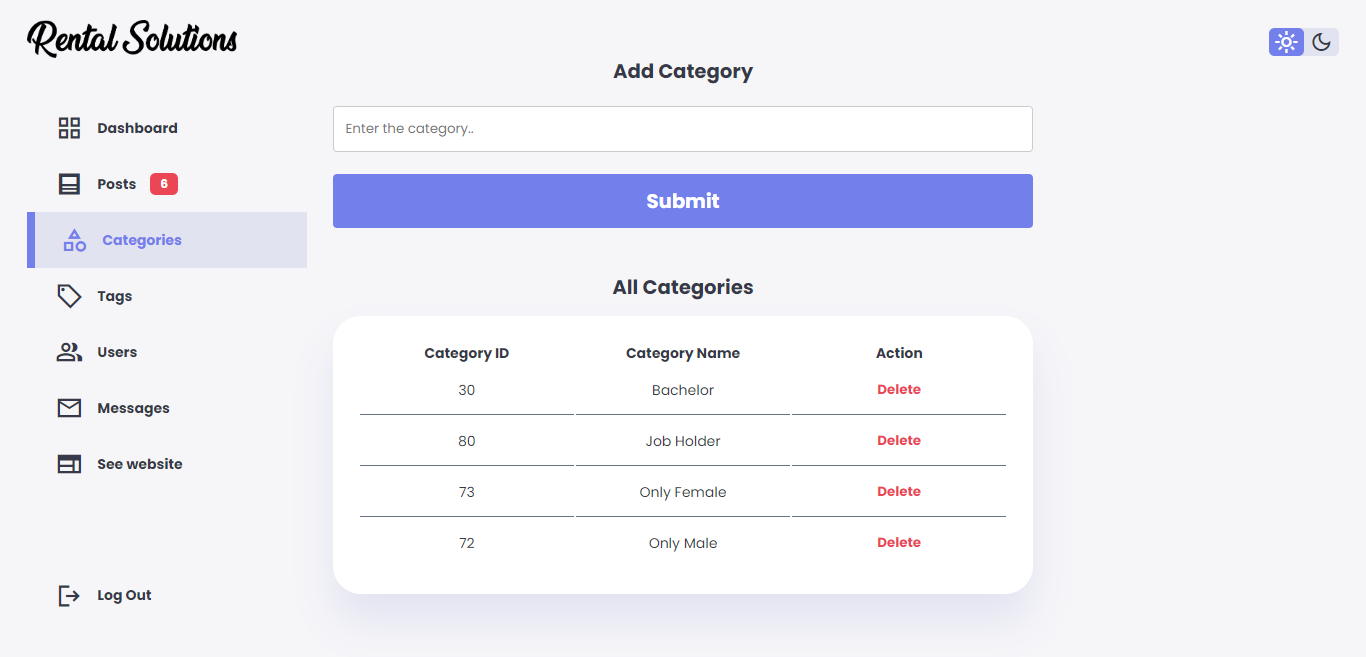 Rental Solutions
Dashboard
Posts 6
Categories
Tags
Users
Messages
See website
Log Out
Add Category
Enter the category..
Submit
All Categories
Category ID Category Name Action
30 Bachelor Delete
80 Job Holder Delete
73 Only Female Delete
72 Only Male Delete